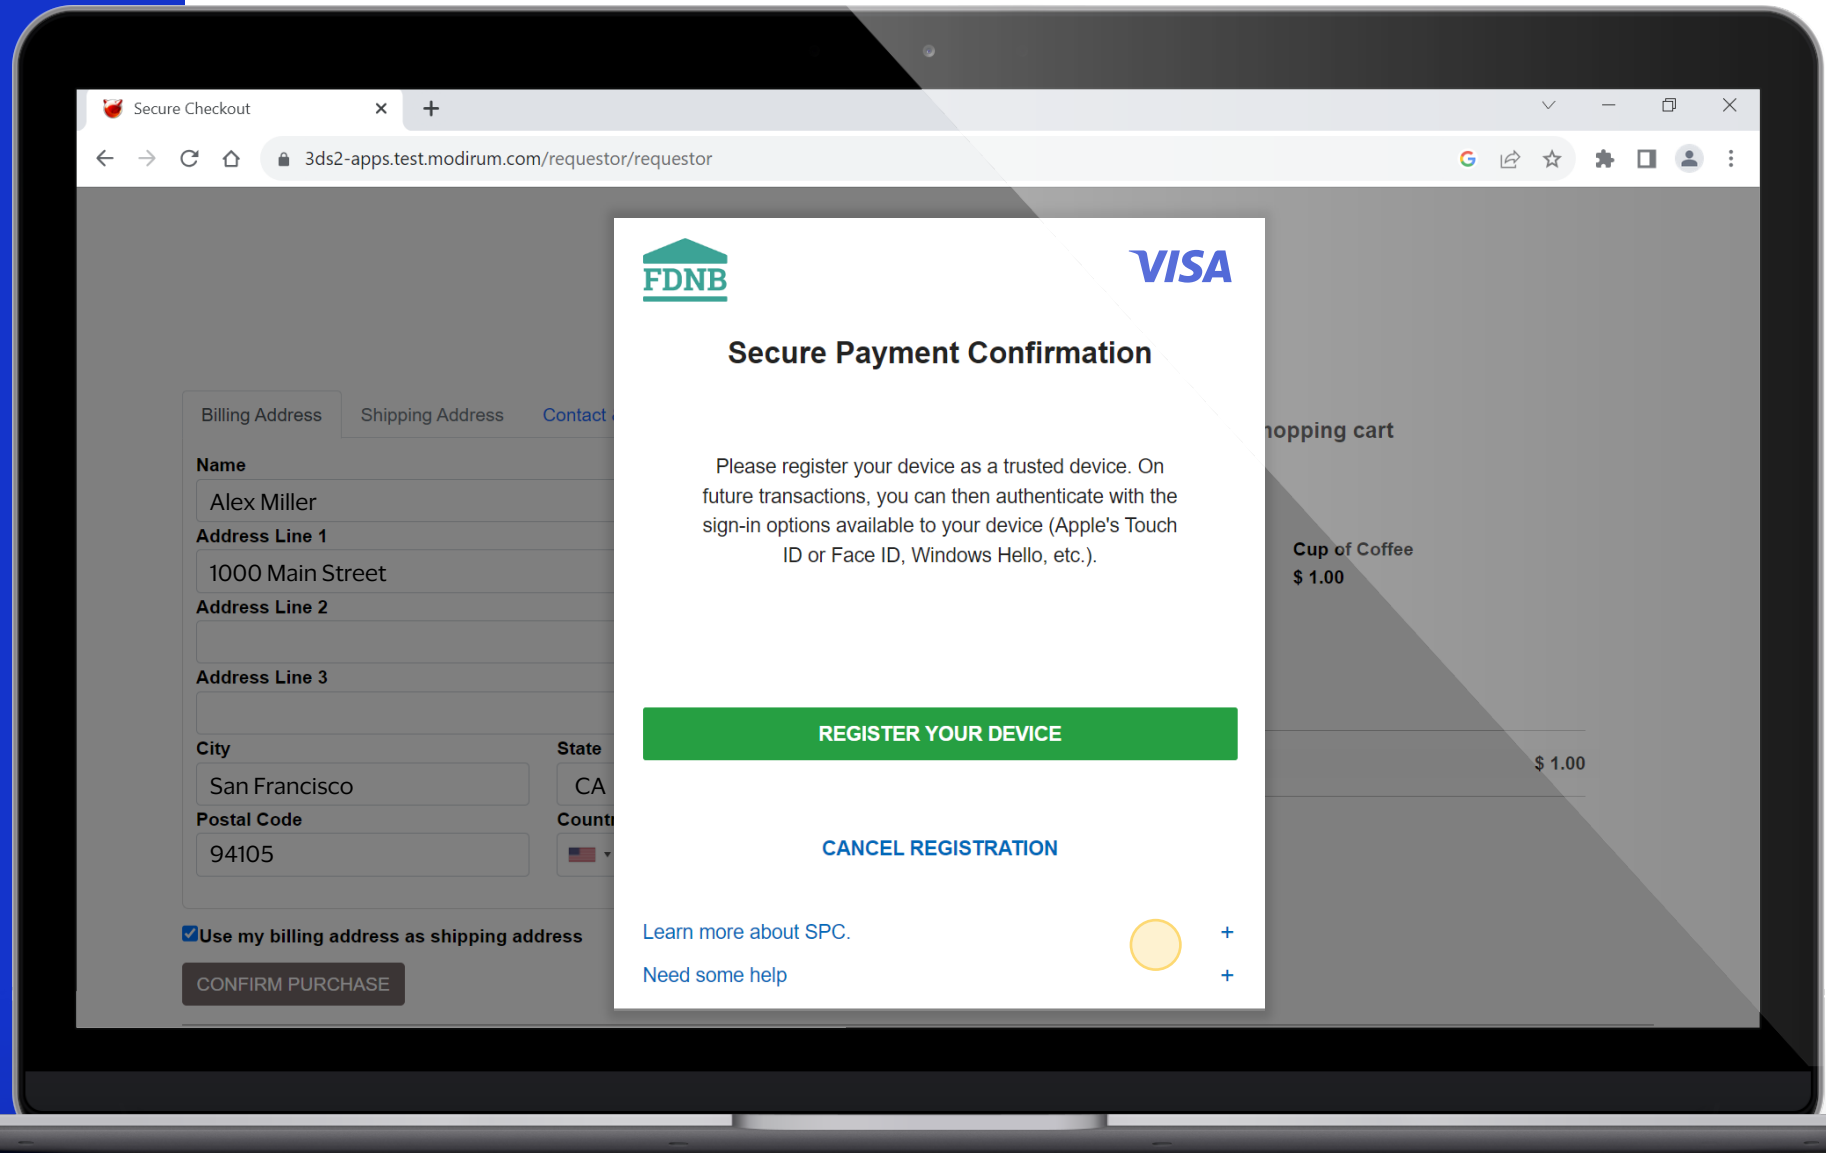 Secure Checkout
3ds2-apps.test.modirum.com/requestor/requestor
FDNB
VISA
Secure Payment Confirmation
Please register your device as a trusted device. On
future transactions, you can then authenticate with the
sign-in options available to your device (Apple's Touch
ID or Face ID, Windows Hello, etc.).
REGISTER YOUR DEVICE
CANCEL REGISTRATION
Learn more about SPC. +
Need some help +
Billing Address Shipping Address Contact
Name
Alex Miller
Address Line 1
1000 Main Street
Address Line 2
Address Line 3
City State
San Francisco CA
Postal Code Countr
94105
Use my billing address as shipping address
CONFIRM PURCHASE
hopping cart
Cup of Coffee
$ 1.00
$ 1.00